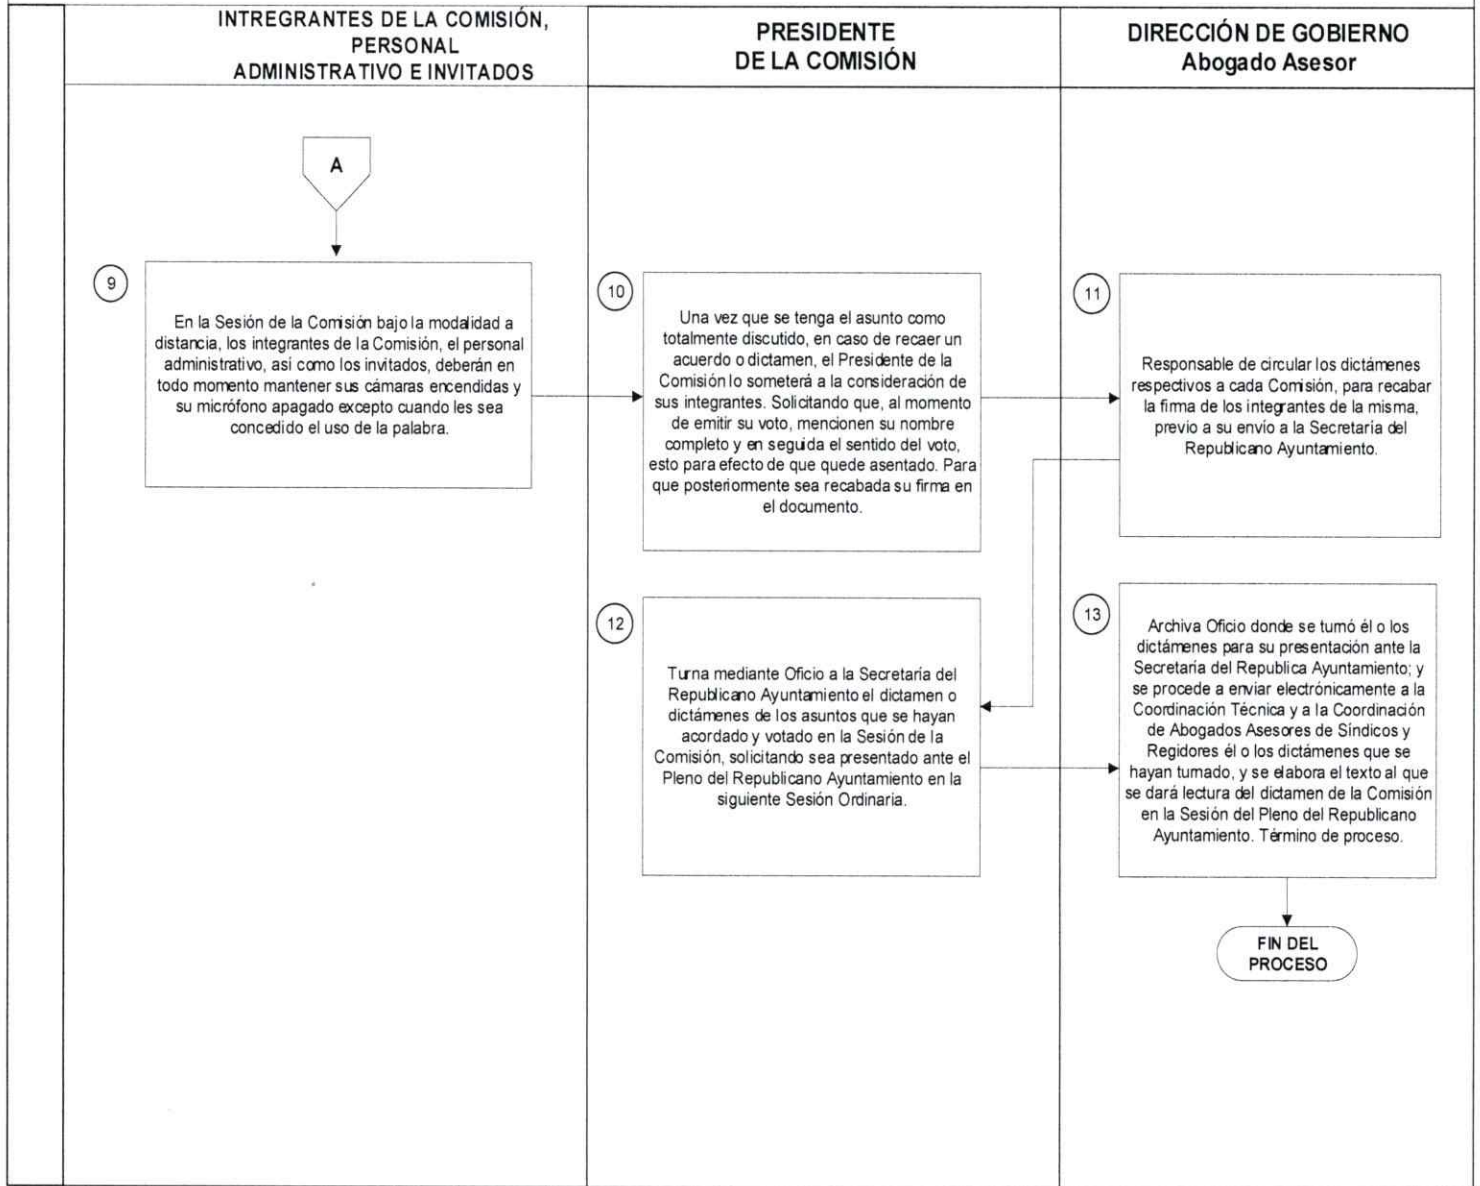 INTREGRANTES DE LA COMISIÓN,
PERSONAL
ADMINISTRATIVO E INVITADOS
PRESIDENTE
DE LA COMISIÓN
DIRECCIÓN DE GOBIERNO
Abogado Asesor
A
9
En la Sesión de la Comisión bajo la modalidad a
distancia, los integrantes de la Comisión, el personal
administrativo, así como los invitados, deberán en
todo momento mantener sus cámaras encendidas y
su micrófono apagado excepto cuando les sea
concedido el uso de la palabra.
10
Una vez que se tenga el asunto como
totalmente discutido, en caso de recaer un
acuerdo o dictamen, el Presidente de la
Comisión lo someterá a la consideración de
sus integrantes. Solicitando que, al momento
de emitir su voto, mencionen su nombre
completo y en seguida el sentido del voto,
esto para efecto de que quede asentado. Para
que posteriormente sea recabada su firma en
el documento.
11
Responsable de circular los dictámenes
respectivos a cada Comisión, para recabar
la firma de los integrantes de la misma,
previo a su envío a la Secretaría del
Republicano Ayuntamiento.
12
Turna mediante Oficio a la Secretaría del
Republicano Ayuntamiento el dictamen o
dictámenes de los asuntos que se hayan
acordado y votado en la Sesión de la
Comisión, solicitando sea presentado ante el
Pleno del Republicano Ayuntamiento en la
siguiente Sesión Ordinaria.
13
Archiva Oficio donde se turnó él o los
dictámenes para su presentación ante la
Secretaría del Republica Ayuntamiento; y
se procede a enviar electrónicamente a la
Coordinación Técnica y a la Coordinación
de Abogados Asesores de Síndicos y
Regidores él o los dictámenes que se
hayan turnado, y se elabora el texto al que
se dará lectura del dictamen de la Comisión
en la Sesión del Pleno del Republicano
Ayuntamiento. Término de proceso.
FIN DEL
PROCESO